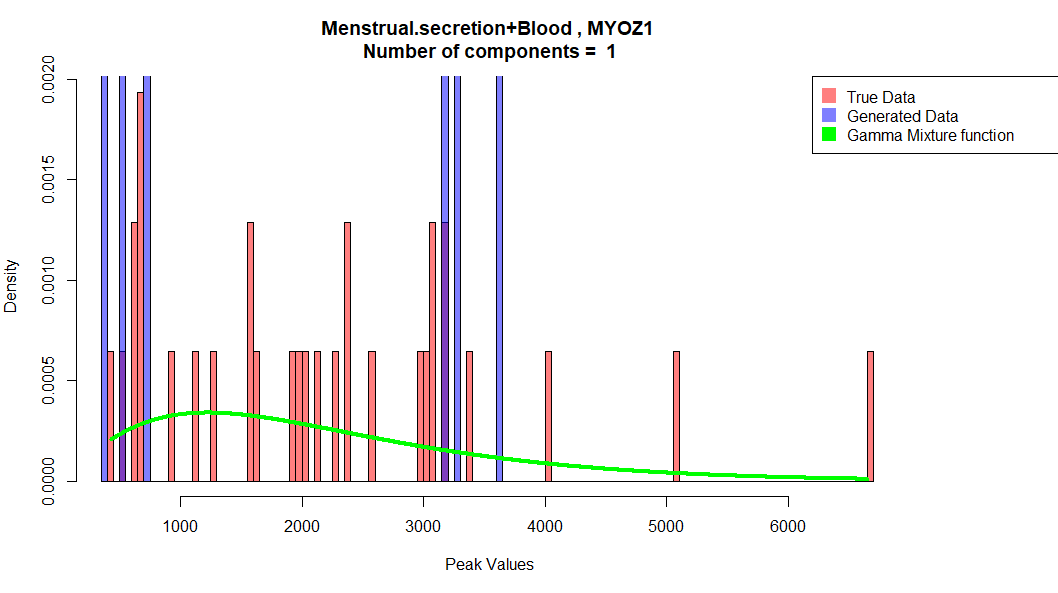 Menstrual.secretion+Blood , MYOZ1
Number of components =  1
True Data
Generated Data
Gamma Mixture function
Density
0.0020
0.0015
0.0010
0.0005
0.0000
1000 2000 3000 4000 5000 6000
Peak Values